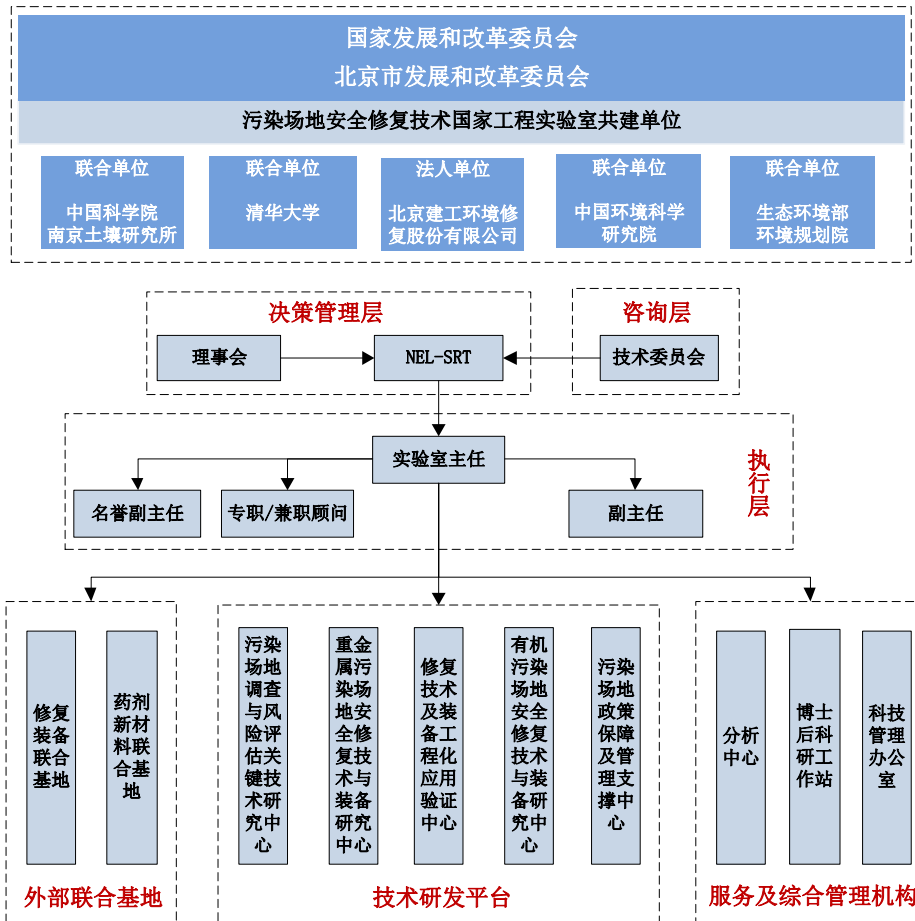 国家发展和改革委员会
北京市发展和改革委员会
污染场地安全修复技术国家工程实验室共建单位
联合单位
中国科学院
南京土壤研究所
联合单位
清华大学
法人单位
北京建工环境修
复股份有限公司
联合单位
中国环境科学
研究院
联合单位
生态环境部
环境规划院
决策管理层
咨询层
理事会
NEL-SRT
技术委员会
实验室主任
执
行
层
名誉副主任
专职/兼职顾问
副主任
修复
装备
联合
基地
药剂
新材
料联
合基
地
污染
场地
调查
与风
险评
估关
键技
术研
究中
心
重金
属污
染场
地安
全修
复技
术与
装备
研究
中心
修复
技术
及装
备工
程化
应用
验证
中心
有机
污染
场地
安全
修复
技术
与装
备研
究中
心
污染
场地
政策
保障
及管
理支
撑中
心
分析
中心
博士
后科
研工
作站
科技
管理
办公
室
外部联合基地
技术研发平台
服务及综合管理机构